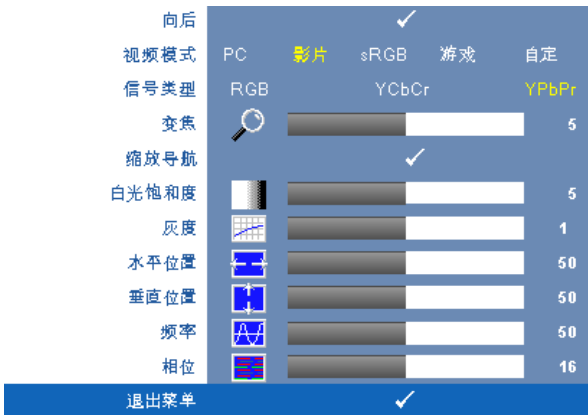 向后
视频模式 PC 影片 sRGB 游戏 自定
信号类型 RGB YCbCr YPbPr
变焦 5
缩放导航
白光饱和度 5
灰度 1
水平位置 50
垂直位置 50
频率 50
相位 16
退出菜单